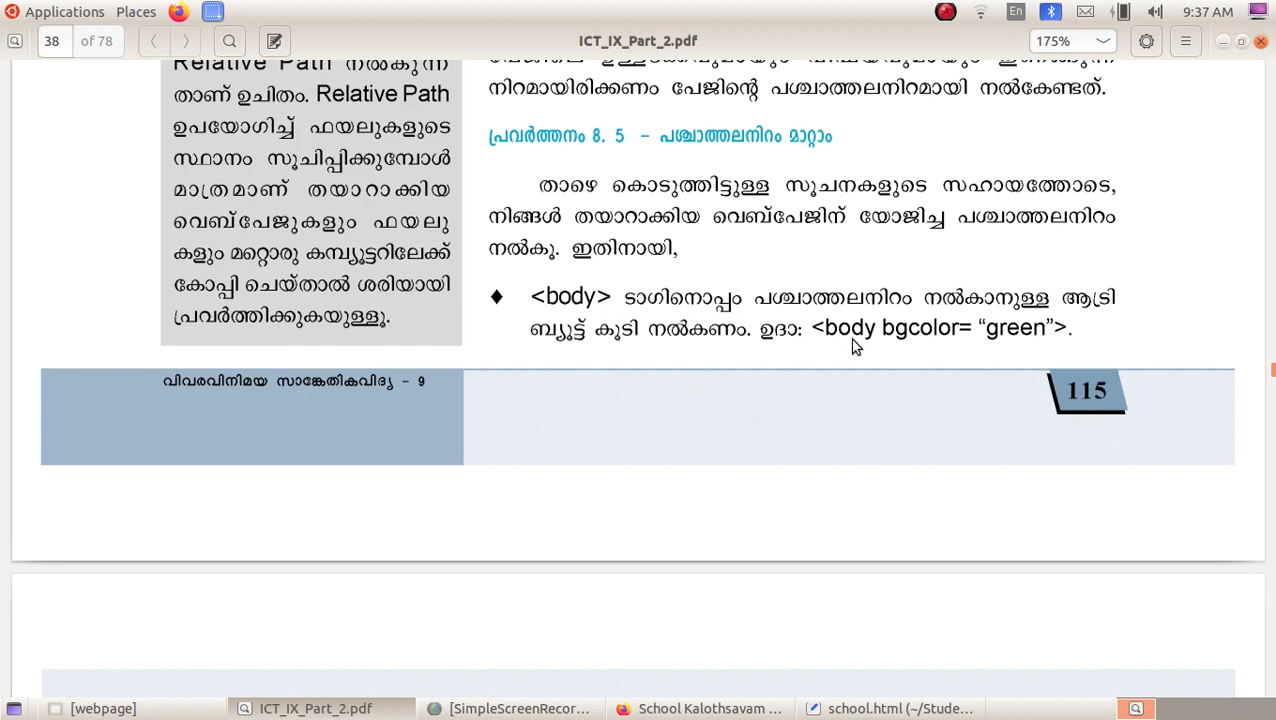 Applications Places En 9:37 AM
38 of 78 ICT_IX_Part_2.pdf 175%
Relative Path നൽകുന്ന
താണ് ഉചിതം. Relative Path
ഉപയോഗിച്ച് ഫയലുകളുടെ
സ്ഥാനം സൂചിപ്പിക്കുമ്പോൾ
മാത്രമാണ് തയാറാക്കിയ
വെബ്പേജുകളും ഫയലു
കളും മറ്റൊരു കമ്പ്യൂട്ടറിലേക്ക്
കോപ്പി ചെയ്താൽ ശരിയായി
പ്രവർത്തിക്കുകയുള്ളൂ.
നിറമായിരിക്കണം പേജിന്റെ പശ്ചാത്തലനിറമായി നൽകേണ്ടത്.
പ്രവർത്തനം 8. 5 – പശ്ചാത്തലനിറം മാറ്റാം
താഴെ കൊടുത്തിട്ടുള്ള സൂചനകളുടെ സഹായത്തോടെ,
നിങ്ങൾ തയാറാക്കിയ വെബ്പേജിന് യോജിച്ച പശ്ചാത്തലനിറം
നൽകൂ. ഇതിനായി,
♦ <body> ടാഗിനൊപ്പം പശ്ചാത്തലനിറം നൽകാനുള്ള ആട്രി
ബ്യൂട്ട് കൂടി നൽകണം. ഉദാ: <body bgcolor= “green”>.
വിവരവിനിമയ സാങ്കേതികവിദ്യ - 9
115
[webpage] ICT_IX_Part_2.pdf [SimpleScreenRecor... School Kalothsavam ... school.html (~/Stude...